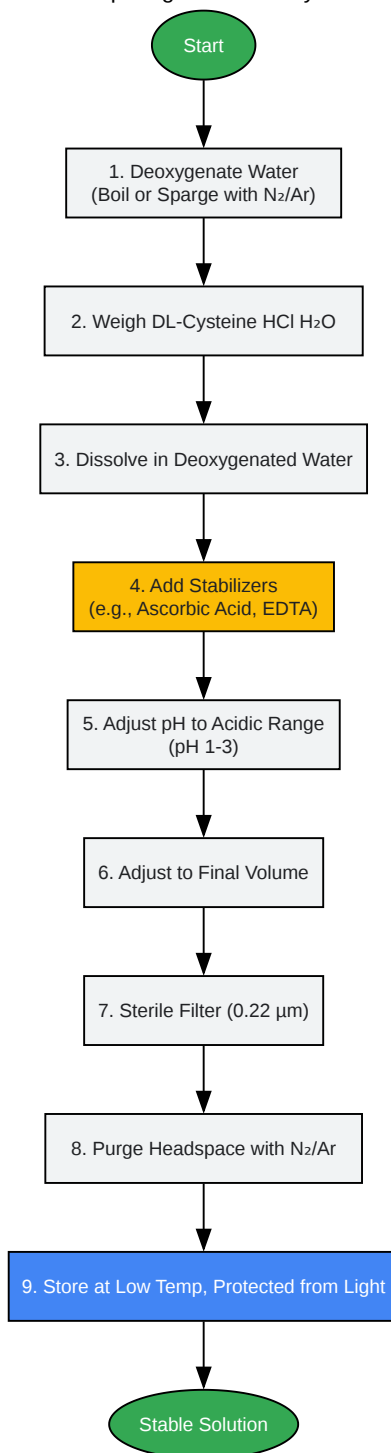 Start
1. Deoxygenate Water
(Boil or Sparge with N₂/Ar)
2. Weigh DL-Cysteine HCl H₂O
3. Dissolve in Deoxygenated Water
4. Add Stabilizers
(e.g., Ascorbic Acid, EDTA)
5. Adjust pH to Acidic Range
(pH 1-3)
6. Adjust to Final Volume
7. Sterile Filter (0.22 µm)
8. Purge Headspace with N₂/Ar
9. Store at Low Temp, Protected from Light
Stable Solution